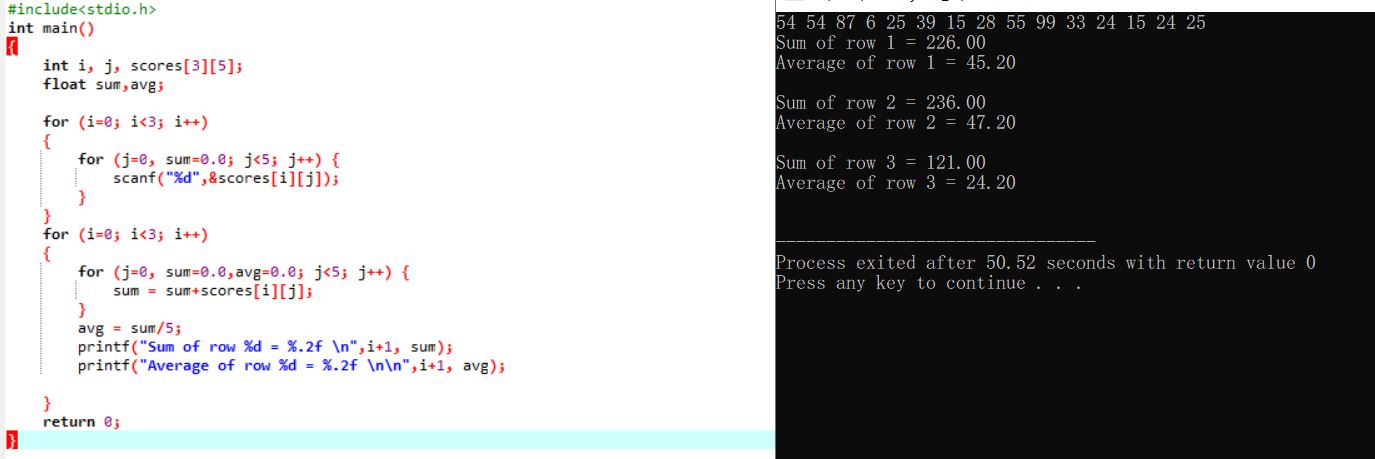 #include<stdio.h>
int main()
{
int i, j, scores[3][5];
float sum,avg;
for (i=0; i<3; i++)
{
for (j=0, sum=0.0; j<5; j++) {
scanf("%d",&scores[i][j]);
}
}
for (i=0; i<3; i++)
{
for (j=0, sum=0.0,avg=0.0; j<5; j++) {
sum = sum+scores[i][j];
}
avg = sum/5;
printf("Sum of row %d = %.2f \n",i+1, sum);
printf("Average of row %d = %.2f \n\n",i+1, avg);
}
return 0;
}
54 54 87 6 25 39 15 28 55 99 33 24 15 24 25
Sum of row 1 = 226.00
Average of row 1 = 45.20
Sum of row 2 = 236.00
Average of row 2 = 47.20
Sum of row 3 = 121.00
Average of row 3 = 24.20
--------------------------------
Process exited after 50.52 seconds with return value 0
Press any key to continue . . .